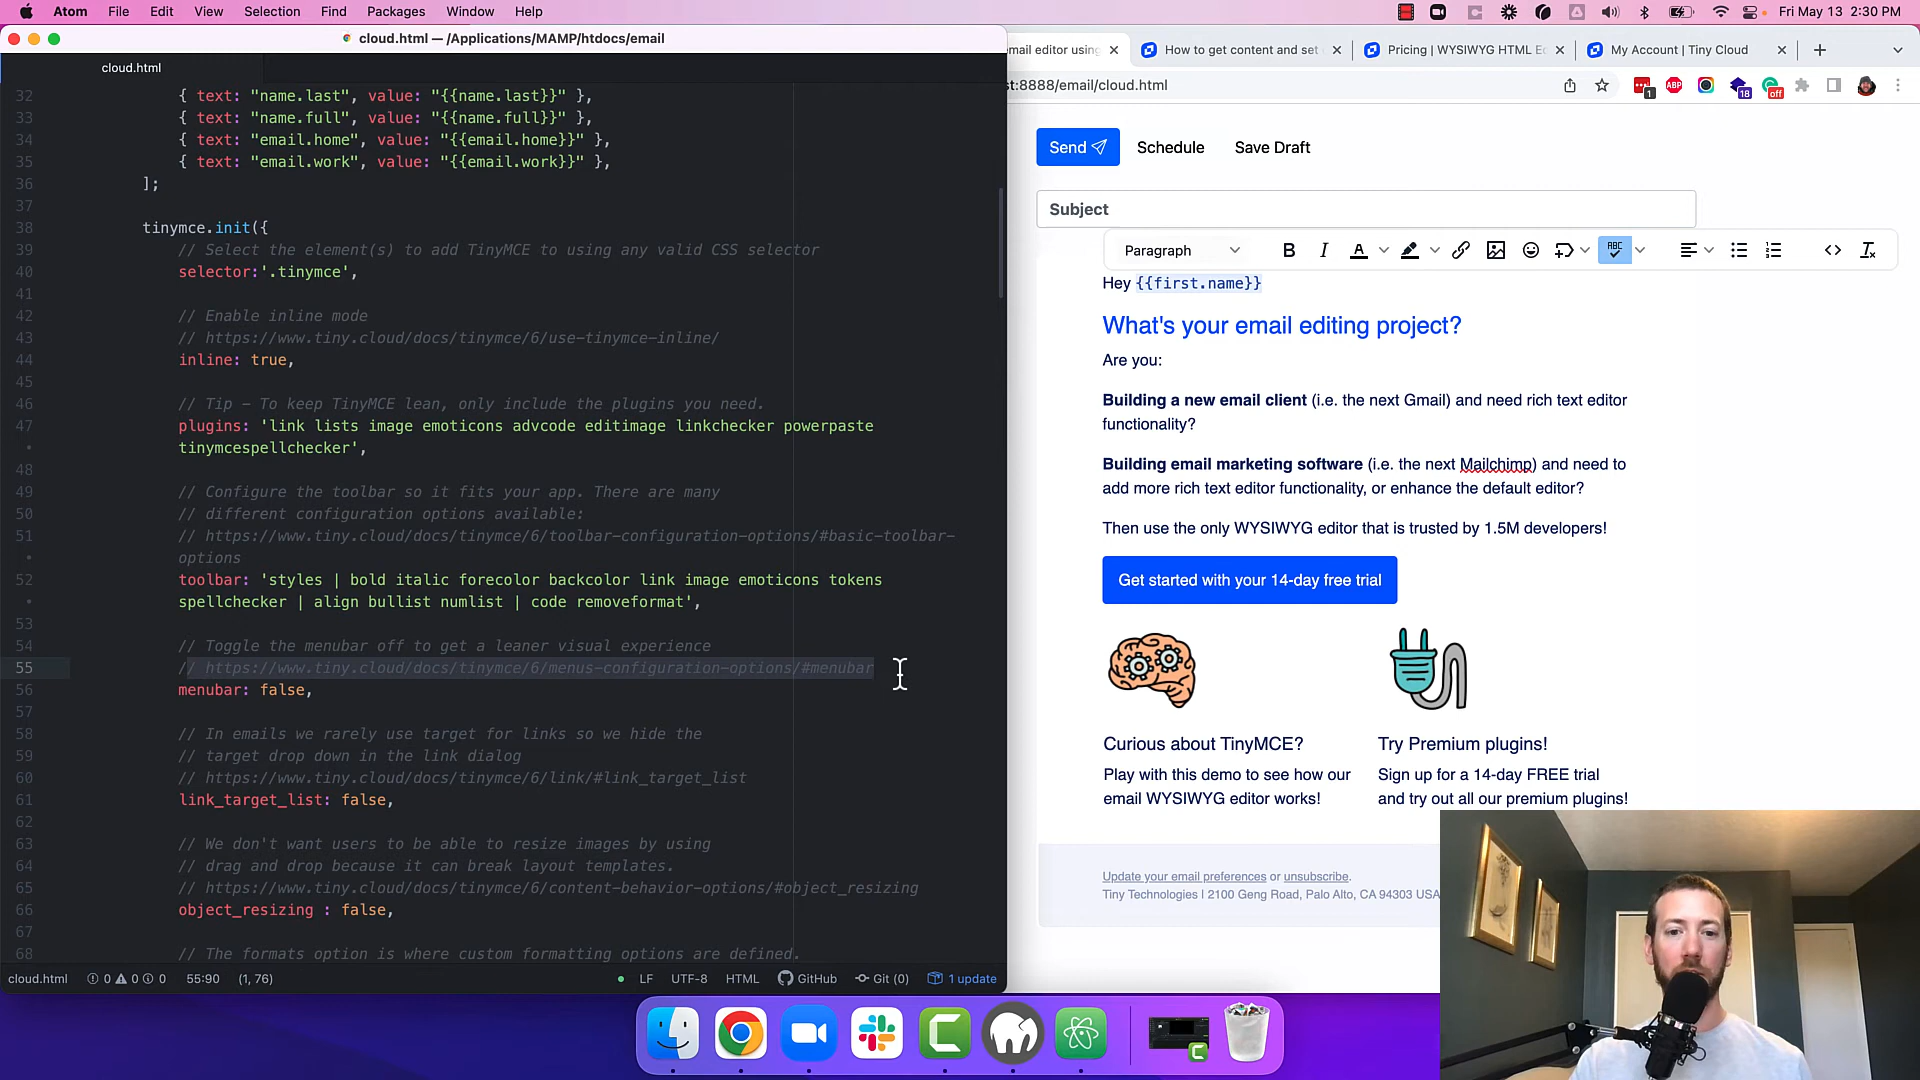 Atom File Edit View Selection Find Packages Window Help
Fri May 13 2:30 PM
cloud.html — /Applications/MAMP/htdocs/email
cloud.html
32 { text: "name.last", value: "{{name.last}}" },
33 { text: "name.full", value: "{{name.full}}" },
34 { text: "email.home", value: "{{email.home}}" },
35 { text: "email.work", value: "{{email.work}}" },
36 ];
37
38 tinymce.init({
39 // Select the element(s) to add TinyMCE to using any valid CSS selector
40 selector:'.tinymce',
41
42 // Enable inline mode
43 // https://www.tiny.cloud/docs/tinymce/6/use-tinymce-inline/
44 inline: true,
45
46 // Tip - To keep TinyMCE lean, only include the plugins you need.
47 plugins: 'link lists image emoticons advcode editimage linkchecker powerpaste
tinymcespellchecker',
48
49 // Configure the toolbar so it fits your app. There are many
50 // different configuration options available:
51 // https://www.tiny.cloud/docs/tinymce/6/toolbar-configuration-options/#basic-toolbar-
options
52 toolbar: 'styles | bold italic forecolor backcolor link image emoticons tokens
spellchecker | align bullist numlist | code removeformat',
53
54 // Toggle the menubar off to get a leaner visual experience
55 // https://www.tiny.cloud/docs/tinymce/6/menus-configuration-options/#menubar
56 menubar: false,
57
58 // In emails we rarely use target for links so we hide the
59 // target drop down in the link dialog
60 // https://www.tiny.cloud/docs/tinymce/6/link/#link_target_list
61 link_target_list: false,
62
63 // We don't want users to be able to resize images by using
64 // drag and drop because it can break layout templates.
65 // https://www.tiny.cloud/docs/tinymce/6/content-behavior-options/#object_resizing
66 object_resizing : false,
67
68 // The formats option is where custom formatting options are defined.
cloud.html 0 0 0 55:90 (1, 76) LF UTF-8 HTML GitHub Git (0) 1 update
email editor using How to get content and set Pricing | WYSIWYG HTML Ed My Account | Tiny Cloud
st:8888/email/cloud.html
1 ABP 18 off
Send Schedule Save Draft
Subject
Paragraph B I A ABC
Hey {{first.name}}
What's your email editing project?
Are you:
Building a new email client (i.e. the next Gmail) and need rich text editor
functionality?
Building email marketing software (i.e. the next Mailchimp) and need to
add more rich text editor functionality, or enhance the default editor?
Then use the only WYSIWYG editor that is trusted by 1.5M developers!
Get started with your 14-day free trial
Curious about TinyMCE?
Play with this demo to see how our
email WYSIWYG editor works!
Try Premium plugins!
Sign up for a 14-day FREE trial
and try out all our premium plugins!
Update your email preferences or unsubscribe.
Tiny Technologies | 2100 Geng Road, Palo Alto, CA 94303 USA